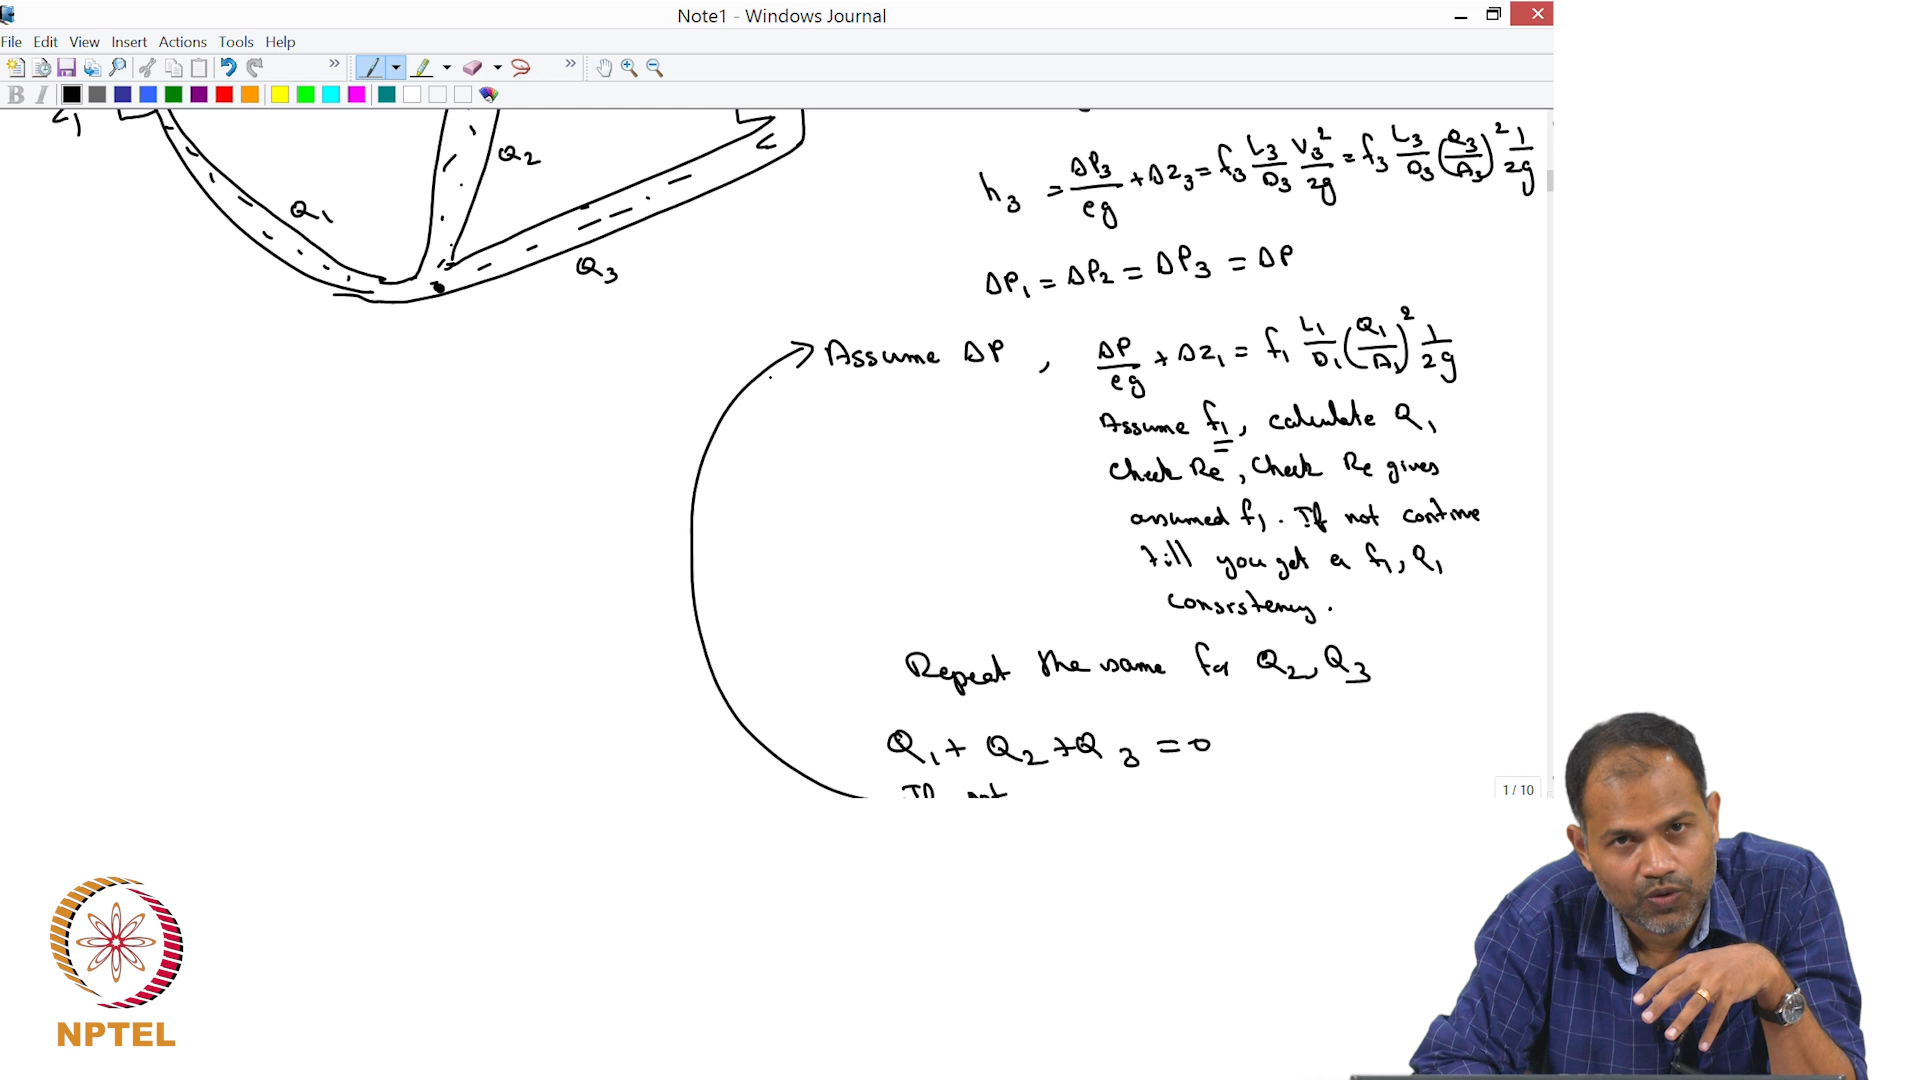 Note1 - Windows Journal
File Edit View Insert Actions Tools Help
B I
Z1
Q1
Q2
Q3
h3 = ΔP3/ρg + Δz3 = f3 L3/D3 V3²/2g = f3 L3/D3 (Q3/A3)² 1/2g
ΔP1 = ΔP2 = ΔP3 = ΔP
Assume ΔP , ΔP/ρg + Δz1 = f1 L1/D1 (Q1/A1)² 1/2g
Assume f1, calculate Q1
check Re, Check Re gives
assumed f1. If not continue
till you get a f1, Q1
consistency.
Repeat the same for Q2, Q3
Q1 + Q2 + Q3 = 0
If not
1 / 10
NPTEL